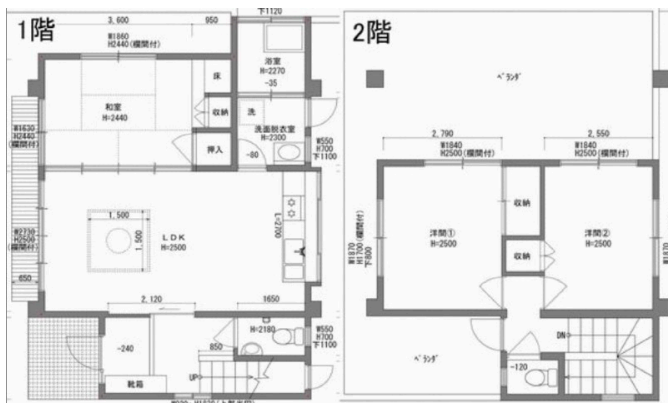 1階
3,600
950
W1660
H2440(欄間付)
下1120
浴室
H=2270
-35
床
和室
H=2440
収納
洗
洗面脱衣室
H=2300
押入
-80
W550
H700
下1100
W1630
H2440
(欄間付)
W2730
H2500
(欄間付)
1,500
1,500
LDK
H=2500
L=2700
650
2,120
1650
-240
H=2180
W550
H700
下1100
850
UP
靴箱
2階
ベランダ
2,790
2,550
W1840
H2500(欄間付)
W1840
H2500(欄間付)
収納
洋間①
H=2500
収納
洋間②
H=2500
W1870
H1700(欄間付)
下800
W1870
ベランダ
DN
-120